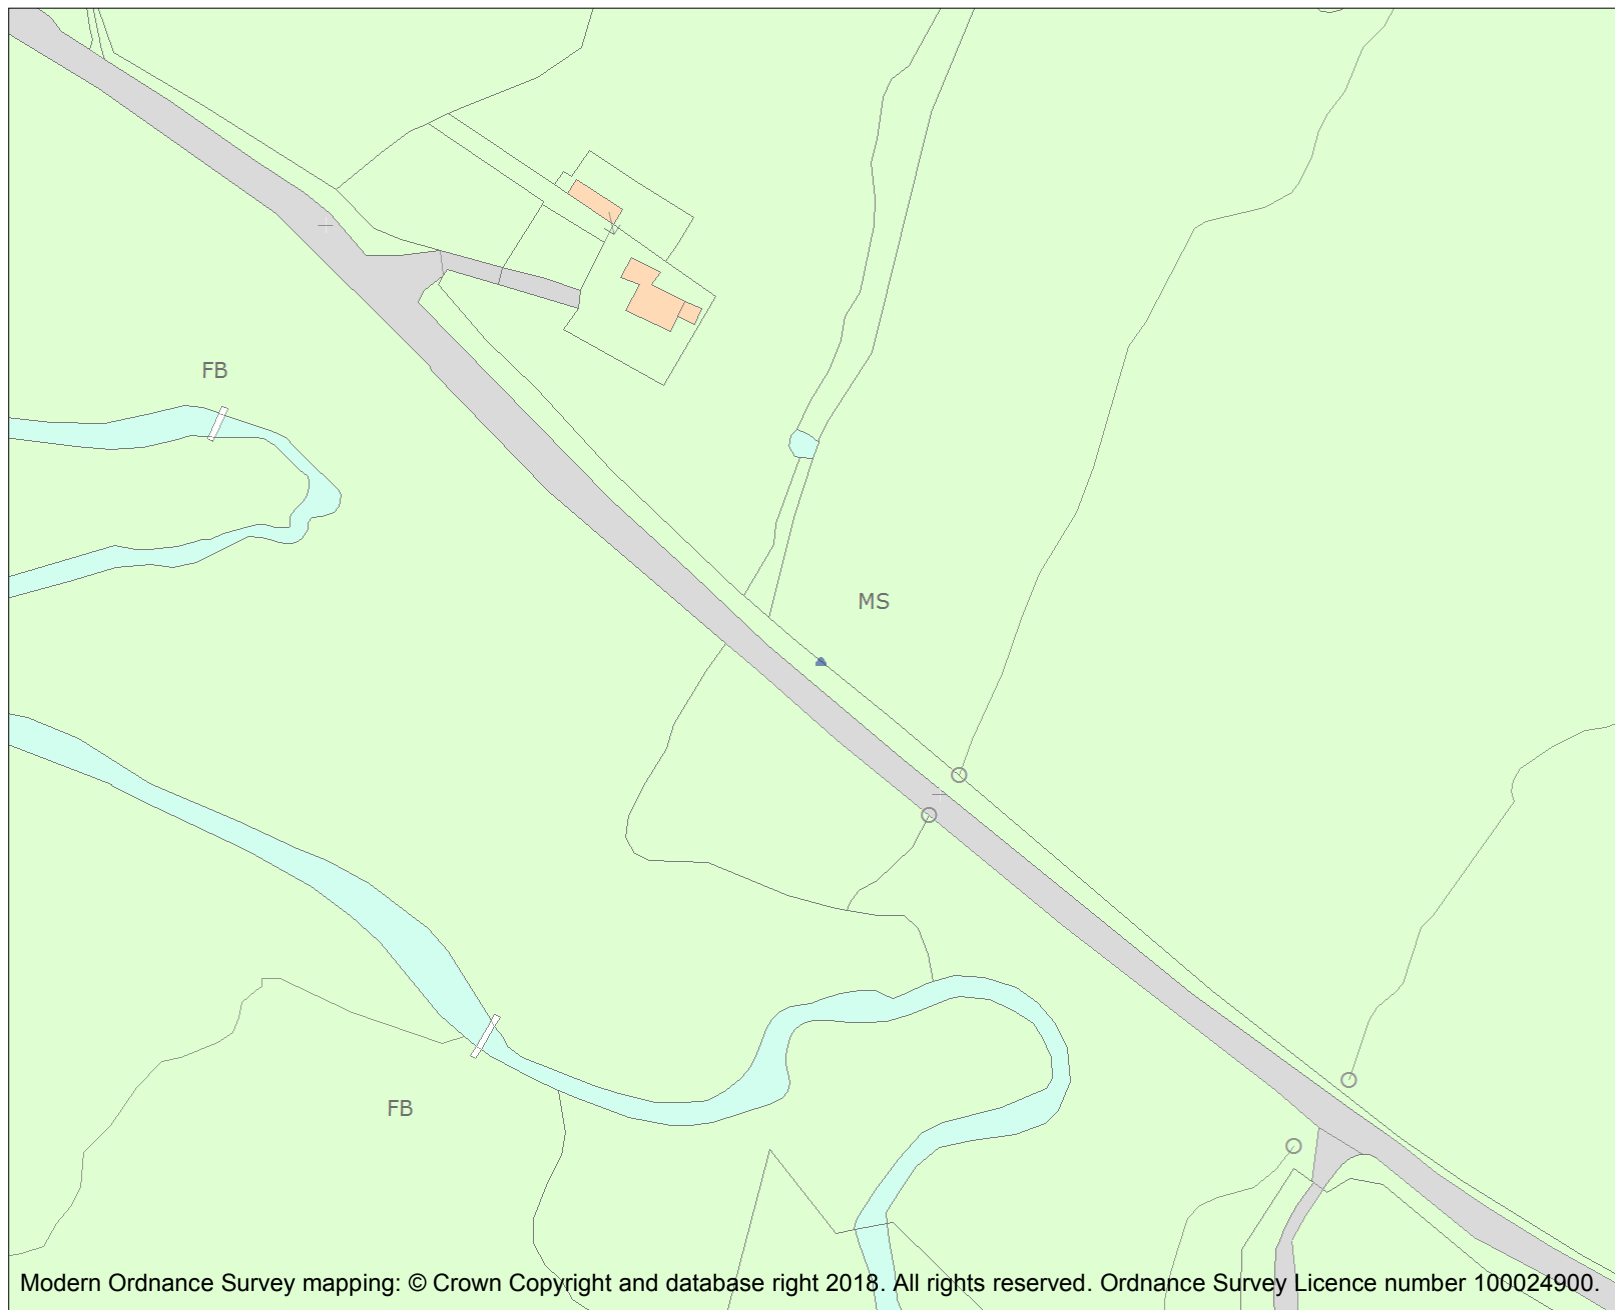 FB
MS
FB
Modern Ordnance Survey mapping: © Crown Copyright and database right 2018. All rights reserved. Ordnance Survey Licence number 100024900.